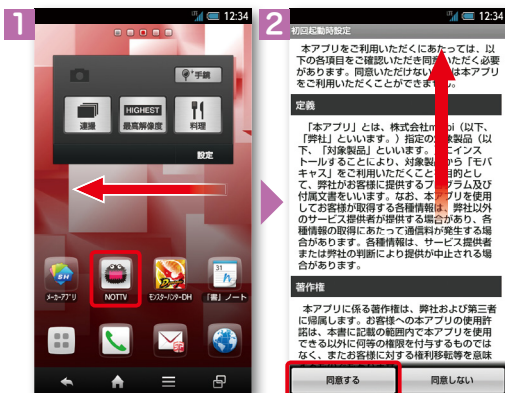 1
12:34
手鏡
連撮
HIGHEST
最高解像度
料理
設定
31
メーカーアプリ
NOTTV
モンスターハンターDH
「書」ノート
2
12:34
初回起動時設定
本アプリをご利用いただくにあたっては、以
下の各項目をご確認いただき同意いただく必要
があります。同意いただけない は本アプリ
をご利用いただくことができません。
定義
「本アプリ」とは、株式会社m bi（以下、
「弊社」といいます。）指定の対象製品（以
下、「対象製品」といいます。 にインス
トールすることにより、対象製品から「モバ
キャス」をご利用いただくこと 目的とし
て、弊社がお客様に提供するプログラム及び
付属文書をいいます。なお、本アプリを使用
してお客様が取得する各種情報は、弊社以外
のサービス提供者が提供する場合があり、各
種情報の取得にあたって通信料が発生する場
合があります。各種情報は、サービス提供者
または弊社の判断により提供が中止される場
合があります。
著作権
本アプリに係る著作権は、弊社および第三者
に帰属します。お客様への本アプリの使用許
諾は、本書に記載の範囲内で本アプリを使用
できる以外に何等の権限を付与するものでは
なく、またお客様に対する権利移転等を意味
同意する
同意しない